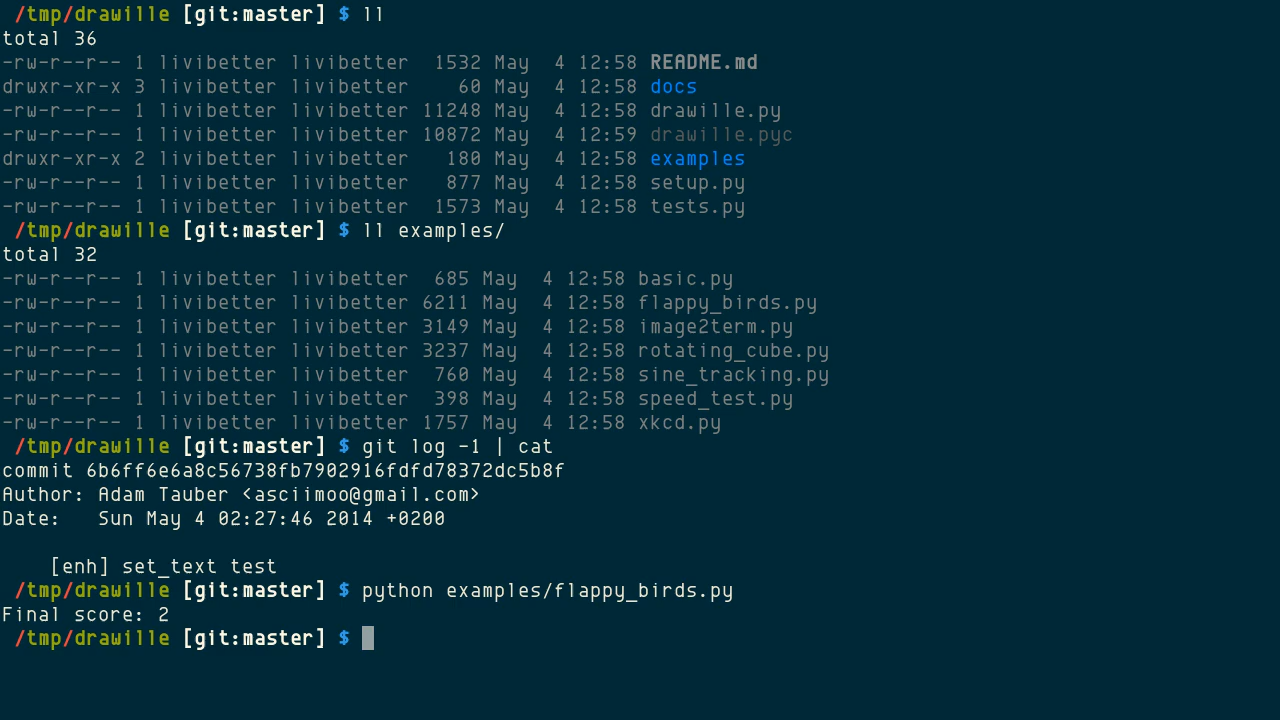 /tmp/drawille [git:master] $ ll
total 36
-rw-r--r-- 1 livibetter livibetter  1532 May  4 12:58 README.md
drwxr-xr-x 3 livibetter livibetter    60 May  4 12:58 docs
-rw-r--r-- 1 livibetter livibetter 11248 May  4 12:58 drawille.py
-rw-r--r-- 1 livibetter livibetter 10872 May  4 12:59 drawille.pyc
drwxr-xr-x 2 livibetter livibetter   180 May  4 12:58 examples
-rw-r--r-- 1 livibetter livibetter   877 May  4 12:58 setup.py
-rw-r--r-- 1 livibetter livibetter  1573 May  4 12:58 tests.py
/tmp/drawille [git:master] $ ll examples/
total 32
-rw-r--r-- 1 livibetter livibetter  685 May  4 12:58 basic.py
-rw-r--r-- 1 livibetter livibetter 6211 May  4 12:58 flappy_birds.py
-rw-r--r-- 1 livibetter livibetter 3149 May  4 12:58 image2term.py
-rw-r--r-- 1 livibetter livibetter 3237 May  4 12:58 rotating_cube.py
-rw-r--r-- 1 livibetter livibetter  760 May  4 12:58 sine_tracking.py
-rw-r--r-- 1 livibetter livibetter  398 May  4 12:58 speed_test.py
-rw-r--r-- 1 livibetter livibetter 1757 May  4 12:58 xkcd.py
/tmp/drawille [git:master] $ git log -1 | cat
commit 6b6ff6e6a8c56738fb7902916fdfd78372dc5b8f
Author: Adam Tauber <asciimoo@gmail.com>
Date:   Sun May 4 02:27:46 2014 +0200
[enh] set_text test
/tmp/drawille [git:master] $ python examples/flappy_birds.py
Final score: 2
/tmp/drawille [git:master] $